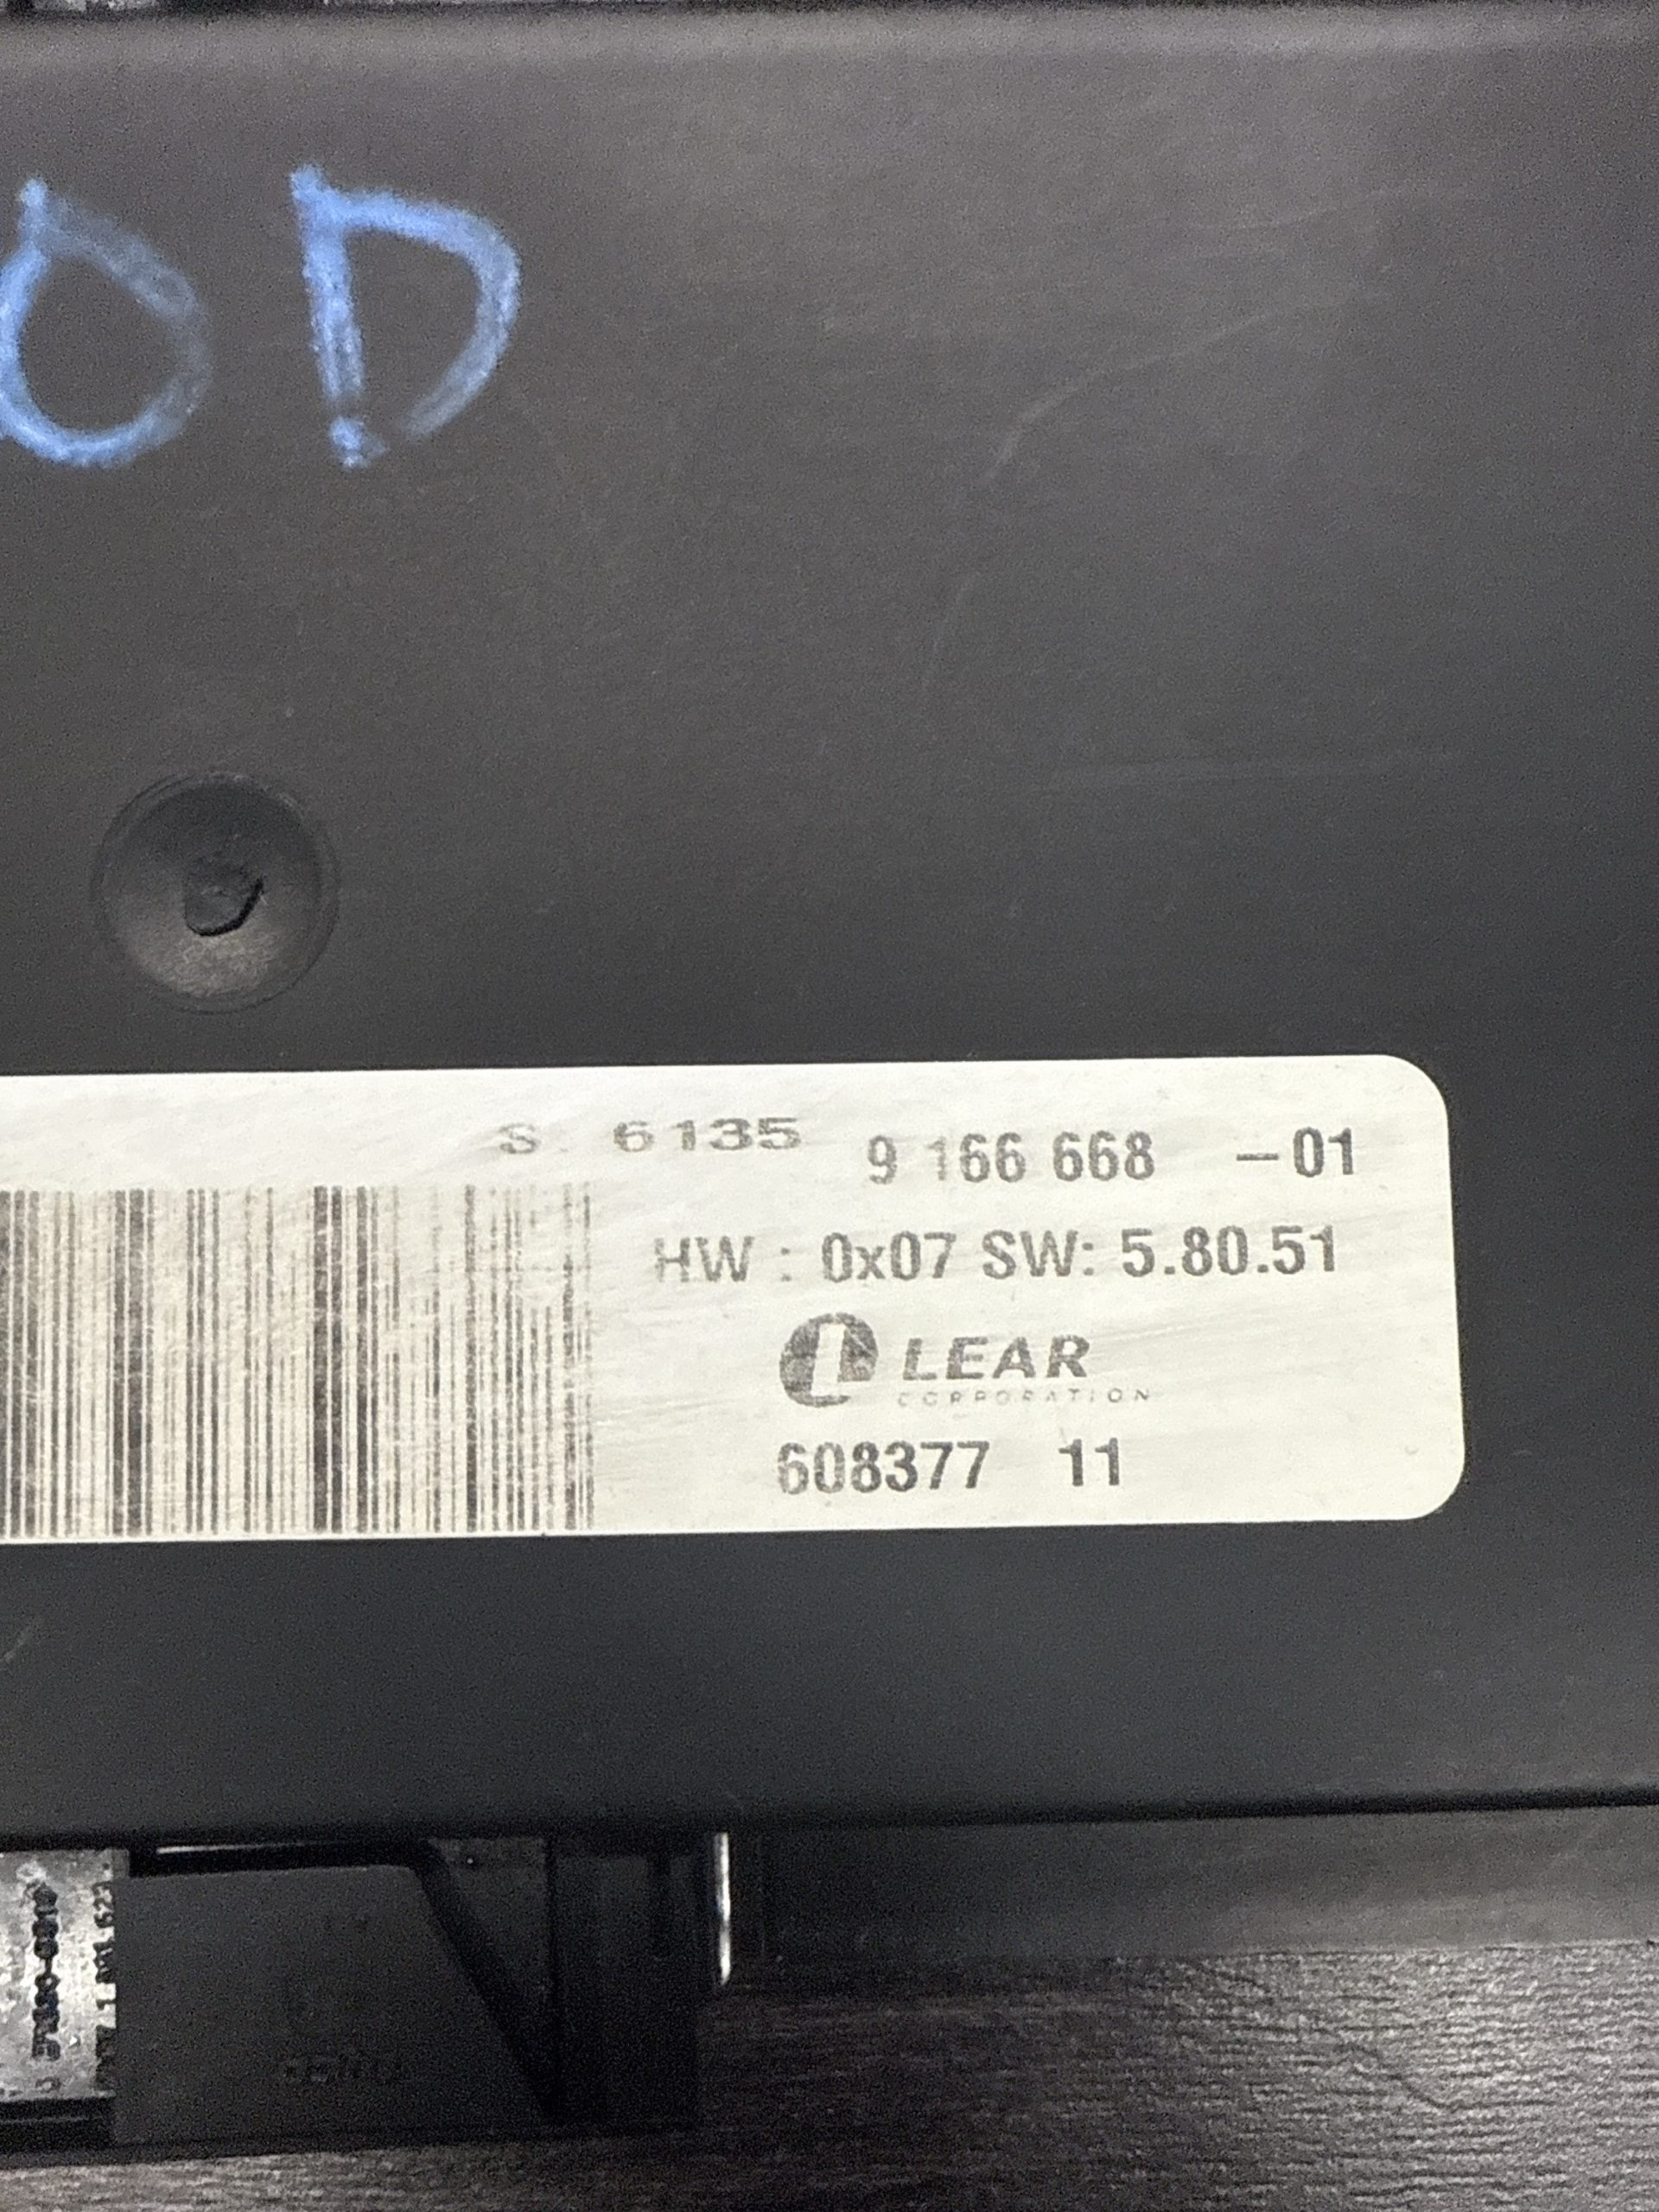 OD
S 6135 9 166 668 -01
HW : 0x07 SW: 5.80.51
LEAR
CORPORATION
608377 11